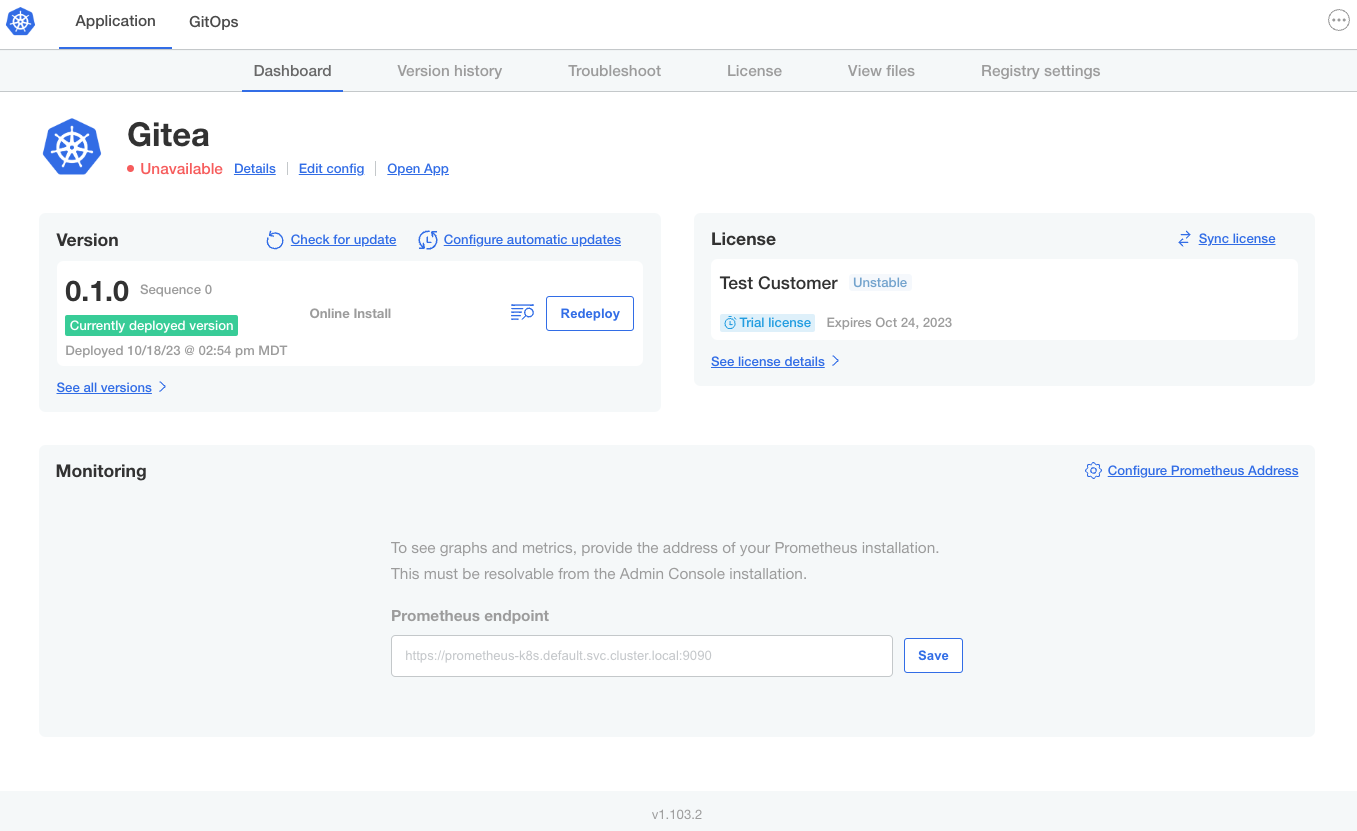 Application GitOps
Dashboard Version history Troubleshoot License View files Registry settings
Gitea
Unavailable Details Edit config Open App
Version Check for update Configure automatic updates
0.1.0 Sequence 0
Currently deployed version
Deployed 10/18/23 @ 02:54 pm MDT
Online Install
Redeploy
See all versions
License Sync license
Test Customer Unstable
Trial license Expires Oct 24, 2023
See license details
Monitoring Configure Prometheus Address
To see graphs and metrics, provide the address of your Prometheus installation.
This must be resolvable from the Admin Console installation.
Prometheus endpoint
https://prometheus-k8s.default.svc.cluster.local:9090 Save
v1.103.2